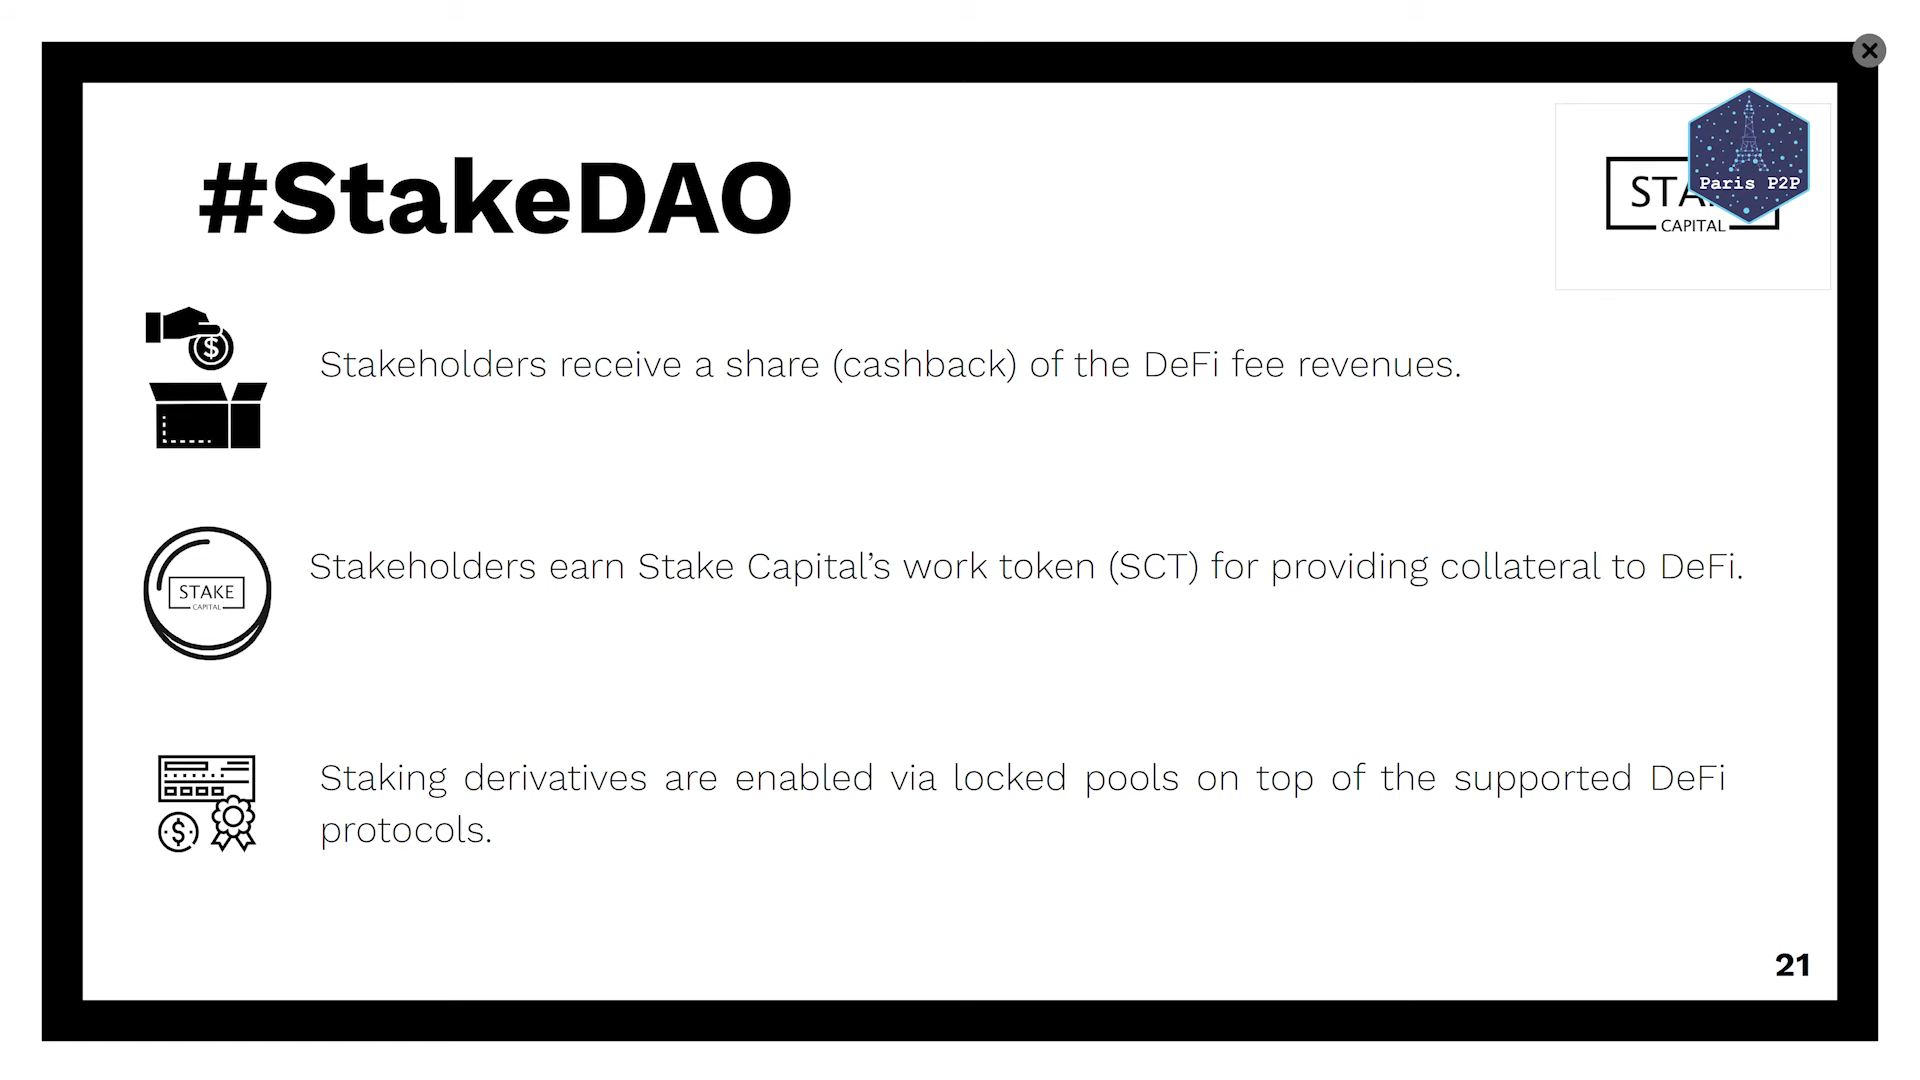 #StakeDAO
Paris P2P
CAPITAL
Stakeholders receive a share (cashback) of the DeFi fee revenues.
Stakeholders earn Stake Capital’s work token (SCT) for providing collateral to DeFi.
STAKE
CAPITAL
Staking derivatives are enabled via locked pools on top of the supported DeFi
protocols.
21